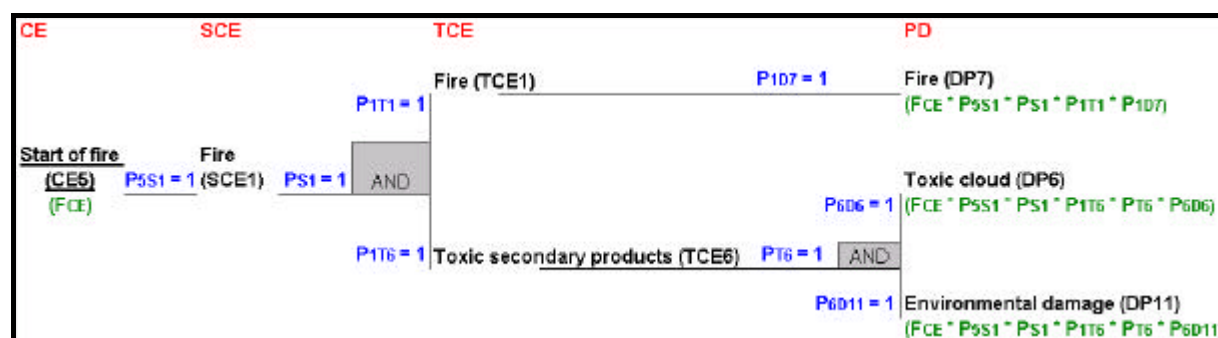 CE SCE TCE PD
Fire (TCE1) P1D7 = 1 Fire (DP7)
P1T1 = 1 (FCE * P5S1 * PS1 * P1T1 * P1D7)
Start of fire Fire
(CE5) P5S1 = 1 (SCE1) PS1 = 1 AND Toxic cloud (DP6)
(FCE) P6D6 = 1 (FCE * P5S1 * PS1 * P1T6 * PT6 * P6D6)
P1T6 = 1 Toxic secondary products (TCE6) PT6 = 1 AND
P6D11 = 1 Environmental damage (DP11)
(FCE * P5S1 * PS1 * P1T6 * PT6 * P6D11